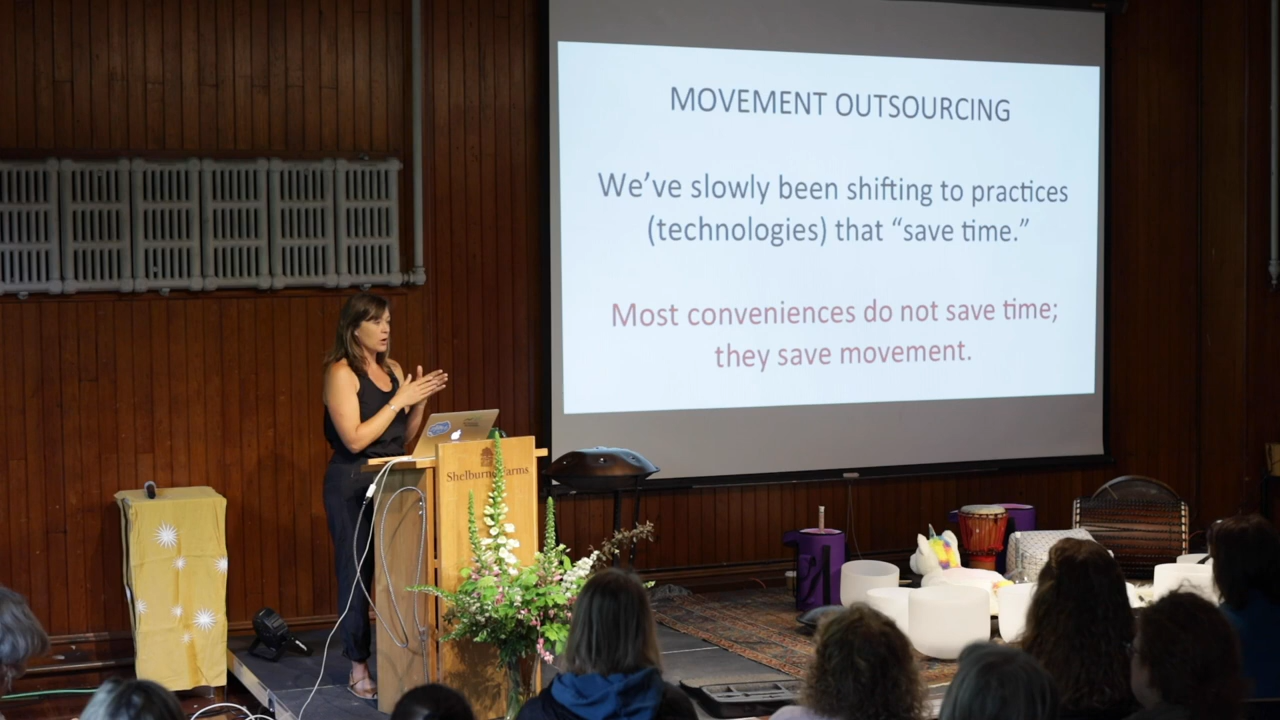 MOVEMENT OUTSOURCING
We’ve slowly been shifting to practices
(technologies) that “save time.”
Most conveniences do not save time;
they save movement.
Shelburne Farms